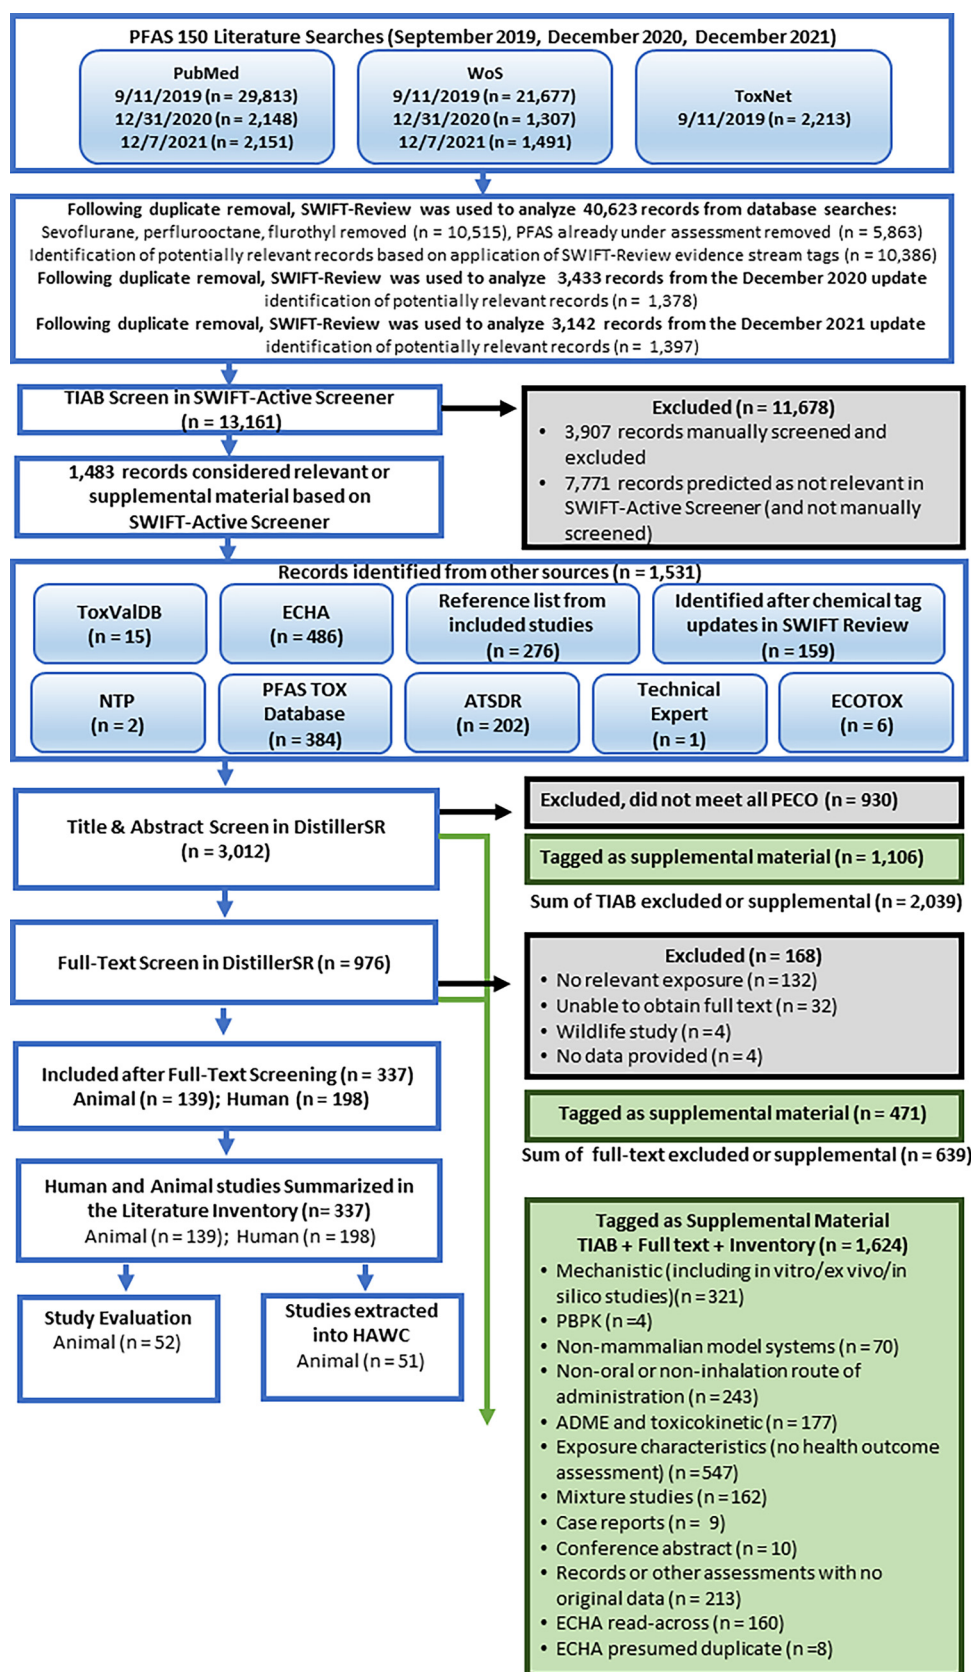 PFAS 150 Literature Searches (September 2019, December 2020, December 2021)
PubMed
9/11/2019 (n = 29,813)
12/31/2020 (n = 2,148)
12/7/2021 (n = 2,151)
WoS
9/11/2019 (n = 21,677)
12/31/2020 (n = 1,307)
12/7/2021 (n = 1,491)
ToxNet
9/11/2019 (n = 2,213)
Following duplicate removal, SWIFT-Review was used to analyze 40,623 records from database searches:
Sevoflurane, perflurooctane, flurothyl removed (n = 10,515), PFAS already under assessment removed (n = 5,863)
Identification of potentially relevant records based on application of SWIFT-Review evidence stream tags (n = 10,386)
Following duplicate removal, SWIFT-Review was used to analyze 3,433 records from the December 2020 update
identification of potentially relevant records (n = 1,378)
Following duplicate removal, SWIFT-Review was used to analyze 3,142 records from the December 2021 update
identification of potentially relevant records (n = 1,397)
TIAB Screen in SWIFT-Active Screener
(n = 13,161)
Excluded (n = 11,678)
• 3,907 records manually screened and
excluded
• 7,771 records predicted as not relevant in
SWIFT-Active Screener (and not manually
screened)
1,483 records considered relevant or
supplemental material based on
SWIFT-Active Screener
Records identified from other sources (n = 1,531)
ToxValDB
(n = 15)
ECHA
(n = 486)
Reference list from
included studies
(n = 276)
Identified after chemical tag
updates in SWIFT Review
(n = 159)
NTP
(n = 2)
PFAS TOX
Database
(n = 384)
ATSDR
(n = 202)
Technical
Expert
(n = 1)
ECOTOX
(n = 6)
Title & Abstract Screen in DistillerSR
(n = 3,012)
Excluded, did not meet all PECO (n = 930)
Tagged as supplemental material (n = 1,106)
Sum of TIAB excluded or supplemental (n = 2,039)
Full-Text Screen in DistillerSR (n = 976)
Excluded (n = 168)
• No relevant exposure (n = 132)
• Unable to obtain full text (n = 32)
• Wildlife study (n = 4)
• No data provided (n = 4)
Included after Full-Text Screening (n = 337)
Animal (n = 139); Human (n = 198)
Tagged as supplemental material (n = 471)
Sum of full-text excluded or supplemental (n = 639)
Human and Animal studies Summarized in
the Literature Inventory (n= 337)
Animal (n = 139); Human (n = 198)
Study Evaluation
Animal (n = 52)
Studies extracted
into HAWC
Animal (n = 51)
Tagged as Supplemental Material
TIAB + Full text + Inventory (n = 1,624)
• Mechanistic (including in vitro/ex vivo/in
silico studies)(n = 321)
• PBPK (n =4)
• Non-mammalian model systems (n = 70)
• Non-oral or non-inhalation route of
administration (n = 243)
• ADME and toxicokinetic (n = 177)
• Exposure characteristics (no health outcome
assessment) (n = 547)
• Mixture studies (n = 162)
• Case reports (n = 9)
• Conference abstract (n = 10)
• Records or other assessments with no
original data (n = 213)
• ECHA read-across (n = 160)
• ECHA presumed duplicate (n =8)